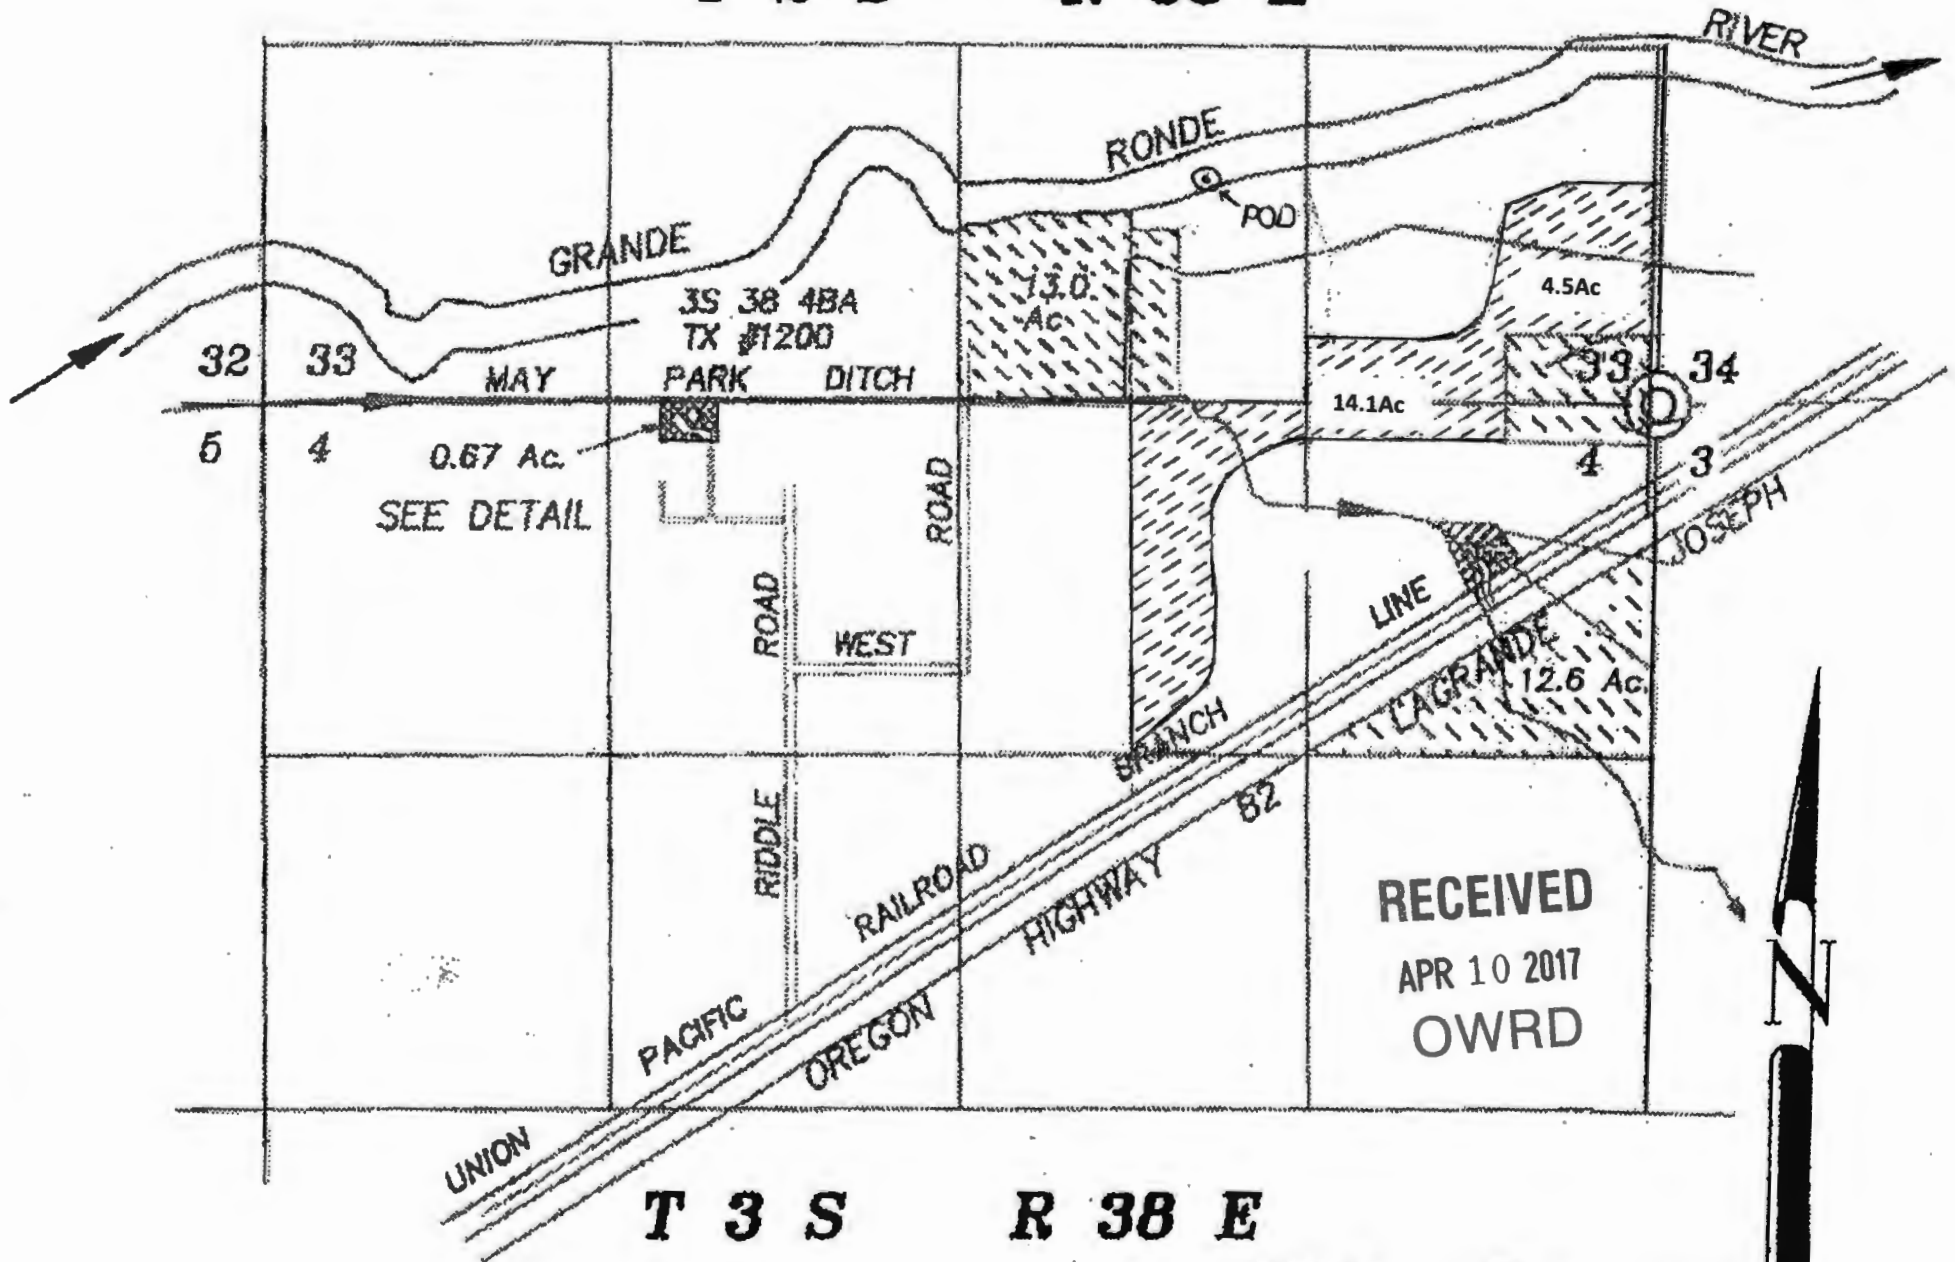 RIVER
RONDE
POD
GRANDE
13.0
Ac.
4.5Ac
3S 38 4BA
TX #1200
32 33
33 34
MAY PARK DITCH
14.1Ac
5 4
4 3
0.67 Ac.
SEE DETAIL
ROAD
JOSEPH
ROAD
LINE
WEST
LAGRANDE
12.6 Ac.
BRANCH
82
RIDDLE
RAILROAD
HIGHWAY
RECEIVED
APR 10 2017
OWRD
N
PACIFIC
OREGON
UNION
T 3 S R 38 E